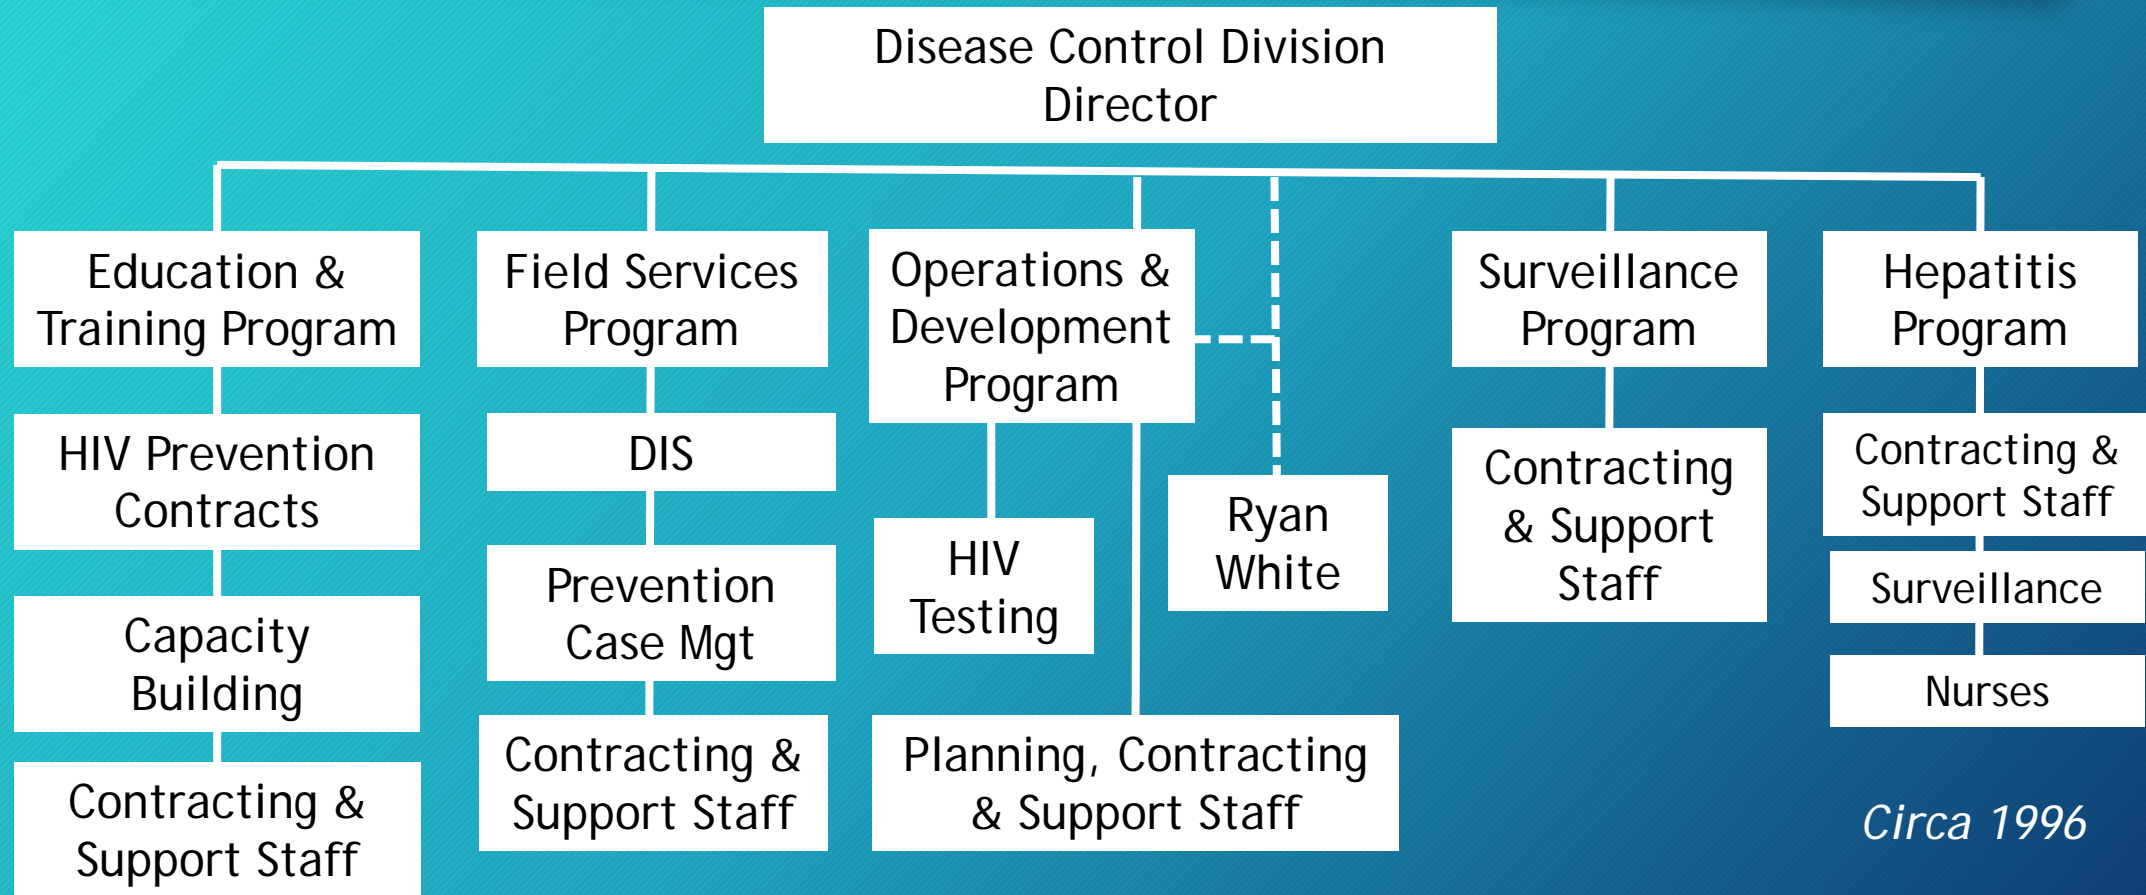 Disease Control Division
Director
Education &
Training Program
HIV Prevention
Contracts
Capacity
Building
Contracting &
Support Staff
Field Services
Program
DIS
Prevention
Case Mgt
Contracting &
Support Staff
Operations &
Development
Program
HIV
Testing
Ryan
White
Planning, Contracting
& Support Staff
Surveillance
Program
Contracting
& Support
Staff
Hepatitis
Program
Contracting &
Support Staff
Surveillance
Nurses
Circa 1996